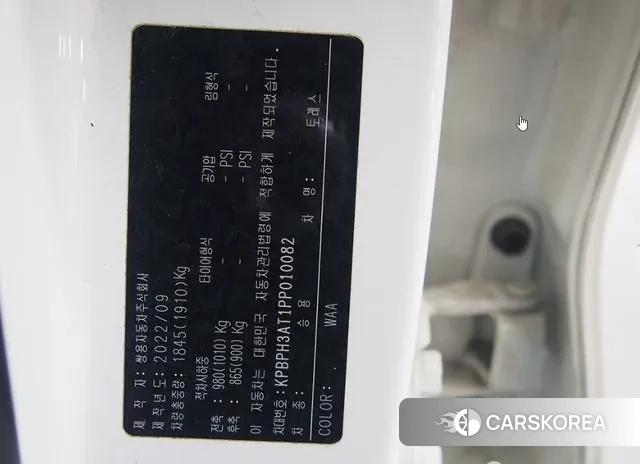 제 작 자: 쌍용자동차주식회사
제작년도: 2022/09
차량총중량: 1845(1910)Kg
적차시하중 타이어형식 공기압 림형식
전축: 980(1010) Kg - - PSI -
후축: 865(900) Kg - - PSI -
이 자동차는 대한민국 자동차관리법령에 적합하게 제작되었습니다.
차대번호: KPBPH3AT1PP010082
차 종: 승 용 차 명: 토레스
COLOR: WAA
CARSKOREA